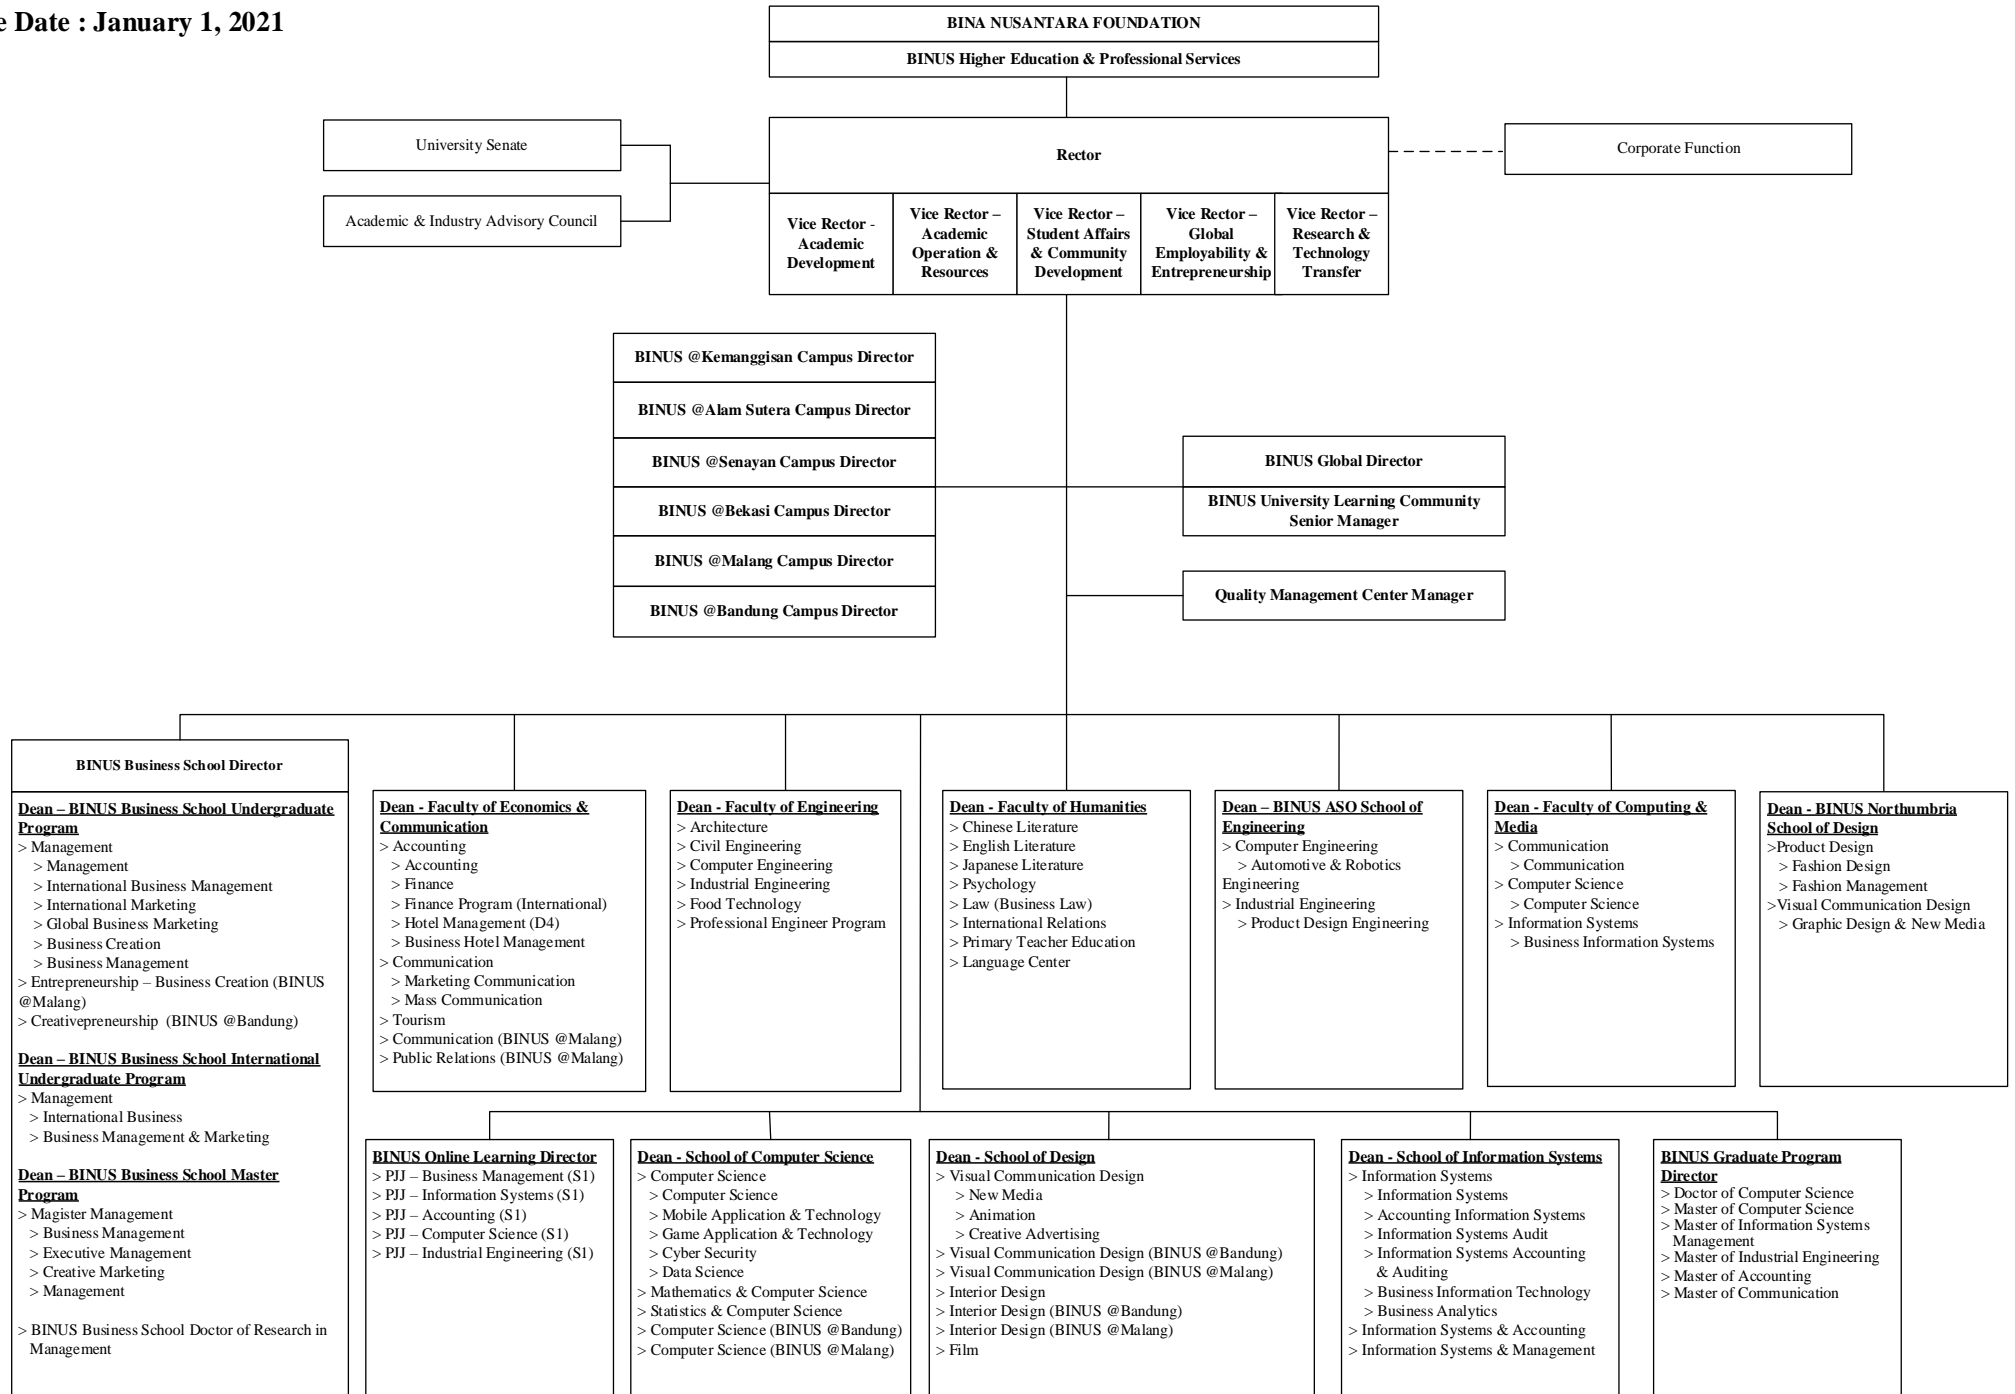 e Date : January 1, 2021
BINA NUSANTARA FOUNDATION
BINUS Higher Education & Professional Services
University Senate
Academic & Industry Advisory Council
Rector
Corporate Function
Vice Rector -
Academic
Development
Vice Rector –
Academic
Operation &
Resources
Vice Rector –
Student Affairs
& Community
Development
Vice Rector –
Global
Employability &
Entrepreneurship
Vice Rector –
Research &
Technology
Transfer
BINUS @Kemanggisan Campus Director
BINUS @Alam Sutera Campus Director
BINUS @Senayan Campus Director
BINUS @Bekasi Campus Director
BINUS @Malang Campus Director
BINUS @Bandung Campus Director
BINUS Global Director
BINUS University Learning Community
Senior Manager
Quality Management Center Manager
BINUS Business School Director
Dean – BINUS Business School Undergraduate
Program
> Management
> Management
> International Business Management
> International Marketing
> Global Business Marketing
> Business Creation
> Business Management
> Entrepreneurship – Business Creation (BINUS
@Malang)
> Creativepreneurship (BINUS @Bandung)
Dean – BINUS Business School International
Undergraduate Program
> Management
> International Business
> Business Management & Marketing
Dean – BINUS Business School Master
Program
> Magister Management
> Business Management
> Executive Management
> Creative Marketing
> Management
> BINUS Business School Doctor of Research in
Management
Dean - Faculty of Economics &
Communication
> Accounting
> Accounting
> Finance
> Finance Program (International)
> Hotel Management (D4)
> Business Hotel Management
> Communication
> Marketing Communication
> Mass Communication
> Tourism
> Communication (BINUS @Malang)
> Public Relations (BINUS @Malang)
Dean - Faculty of Engineering
> Architecture
> Civil Engineering
> Computer Engineering
> Industrial Engineering
> Food Technology
> Professional Engineer Program
Dean - Faculty of Humanities
> Chinese Literature
> English Literature
> Japanese Literature
> Psychology
> Law (Business Law)
> International Relations
> Primary Teacher Education
> Language Center
Dean – BINUS ASO School of
Engineering
> Computer Engineering
> Automotive & Robotics
Engineering
> Industrial Engineering
> Product Design Engineering
Dean - Faculty of Computing &
Media
> Communication
> Communication
> Computer Science
> Computer Science
> Information Systems
> Business Information Systems
Dean - BINUS Northumbria
School of Design
>Product Design
> Fashion Design
> Fashion Management
>Visual Communication Design
> Graphic Design & New Media
BINUS Online Learning Director
> PJJ – Business Management (S1)
> PJJ – Information Systems (S1)
> PJJ – Accounting (S1)
> PJJ – Computer Science (S1)
> PJJ – Industrial Engineering (S1)
Dean - School of Computer Science
> Computer Science
> Computer Science
> Mobile Application & Technology
> Game Application & Technology
> Cyber Security
> Data Science
> Mathematics & Computer Science
> Statistics & Computer Science
> Computer Science (BINUS @Bandung)
> Computer Science (BINUS @Malang)
Dean - School of Design
> Visual Communication Design
> New Media
> Animation
> Creative Advertising
> Visual Communication Design (BINUS @Bandung)
> Visual Communication Design (BINUS @Malang)
> Interior Design
> Interior Design (BINUS @Bandung)
> Interior Design (BINUS @Malang)
> Film
Dean - School of Information Systems
> Information Systems
> Information Systems
> Accounting Information Systems
> Information Systems Audit
> Information Systems Accounting
& Auditing
> Business Information Technology
> Business Analytics
> Information Systems & Accounting
> Information Systems & Management
BINUS Graduate Program
Director
> Doctor of Computer Science
> Master of Computer Science
> Master of Information Systems
Management
> Master of Industrial Engineering
> Master of Accounting
> Master of Communication